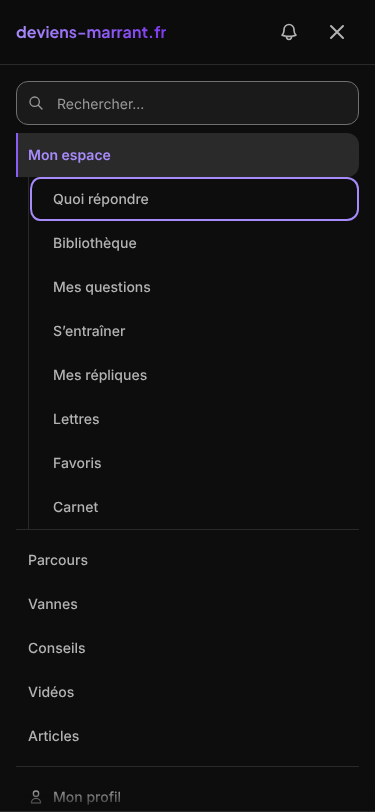 deviens-marrant.fr
Rechercher...
Mon espace
Quoi répondre
Bibliothèque
Mes questions
S’entraîner
Mes répliques
Lettres
Favoris
Carnet
Parcours
Vannes
Conseils
Vidéos
Articles
Mon profil